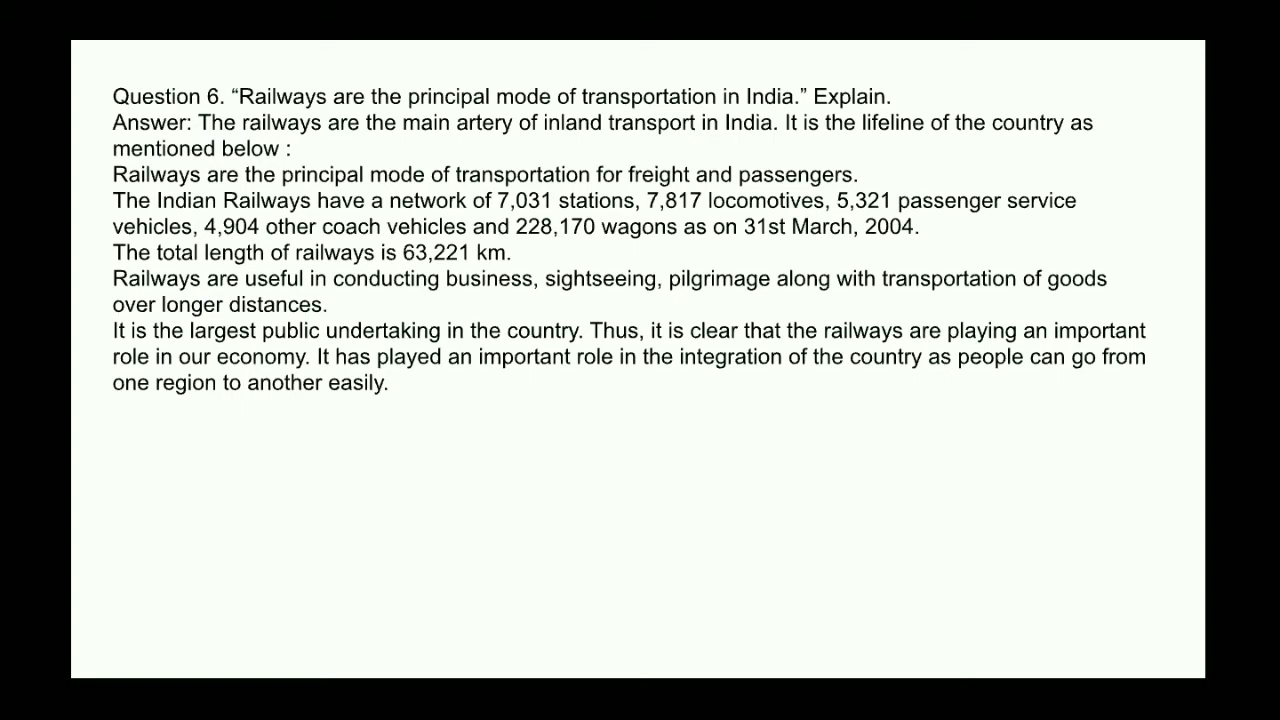 Question 6. “Railways are the principal mode of transportation in India.” Explain.
Answer: The railways are the main artery of inland transport in India. It is the lifeline of the country as
mentioned below :
Railways are the principal mode of transportation for freight and passengers.
The Indian Railways have a network of 7,031 stations, 7,817 locomotives, 5,321 passenger service
vehicles, 4,904 other coach vehicles and 228,170 wagons as on 31st March, 2004.
The total length of railways is 63,221 km.
Railways are useful in conducting business, sightseeing, pilgrimage along with transportation of goods
over longer distances.
It is the largest public undertaking in the country. Thus, it is clear that the railways are playing an important
role in our economy. It has played an important role in the integration of the country as people can go from
one region to another easily.